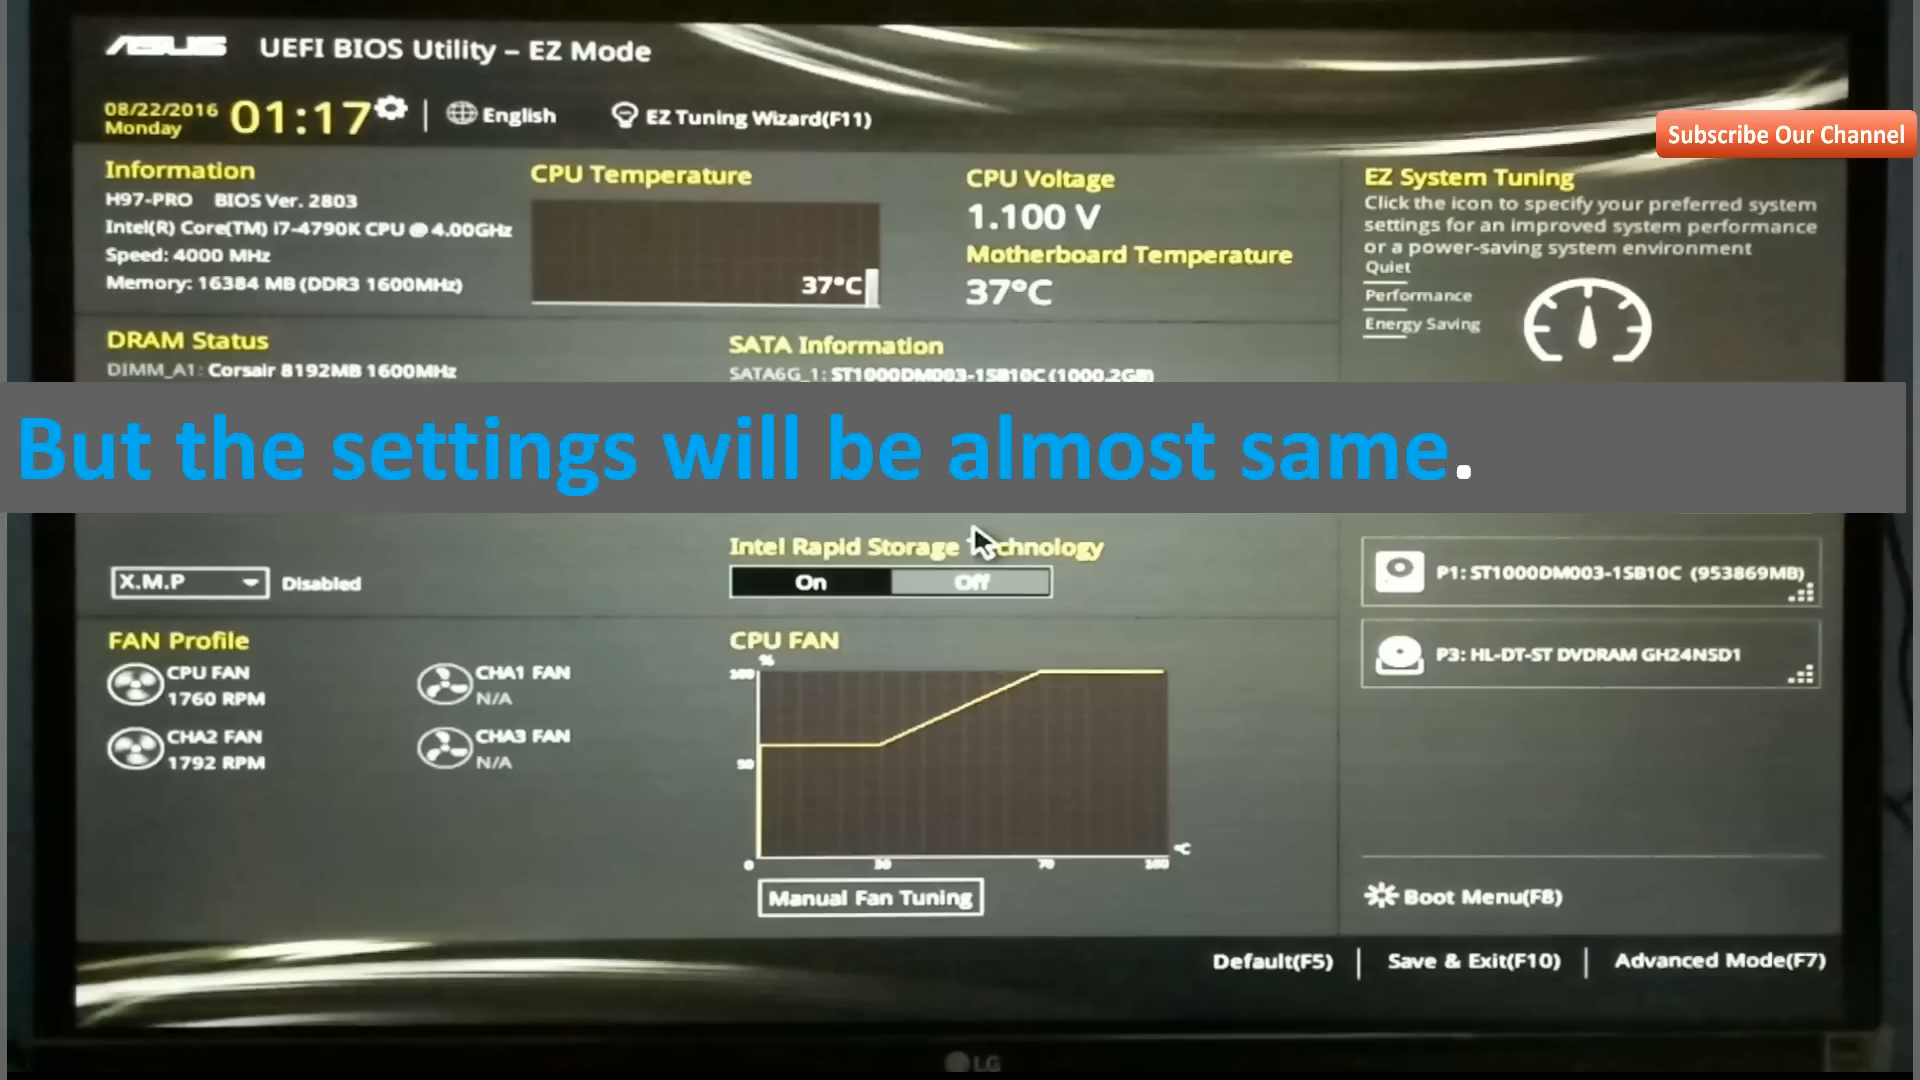 ASUS UEFI BIOS Utility – EZ Mode
08/22/2016
Monday
01:17
English
EZ Tuning Wizard(F11)
Information
H97-PRO BIOS Ver. 2803
Intel(R) Core(TM) i7-4790K CPU @ 4.00GHz
Speed: 4000 MHz
Memory: 16384 MB (DDR3 1600MHz)
CPU Temperature
37°C
CPU Voltage
1.100 V
Motherboard Temperature
37°C
EZ System Tuning
Click the icon to specify your preferred system
settings for an improved system performance
or a power-saving system environment
Quiet
Performance
Energy Saving
Subscribe Our Channel
DRAM Status
DIMM_A1: Corsair 8192MB 1600MHz
SATA Information
SATA6G_1: ST1000DM003-1SB10C (1000.2GB)
But the settings will be almost same.
X.M.P Disabled
Intel Rapid Storage Technology
On Off
P1: ST1000DM003-1SB10C (953869MB)
P3: HL-DT-ST DVDRAM GH24NSD1
FAN Profile
CPU FAN
1760 RPM
CHA1 FAN
N/A
CHA2 FAN
1792 RPM
CHA3 FAN
N/A
CPU FAN
%
100
50
0 30 70 100
°C
Manual Fan Tuning
Boot Menu(F8)
Default(F5) | Save & Exit(F10) | Advanced Mode(F7)
LG